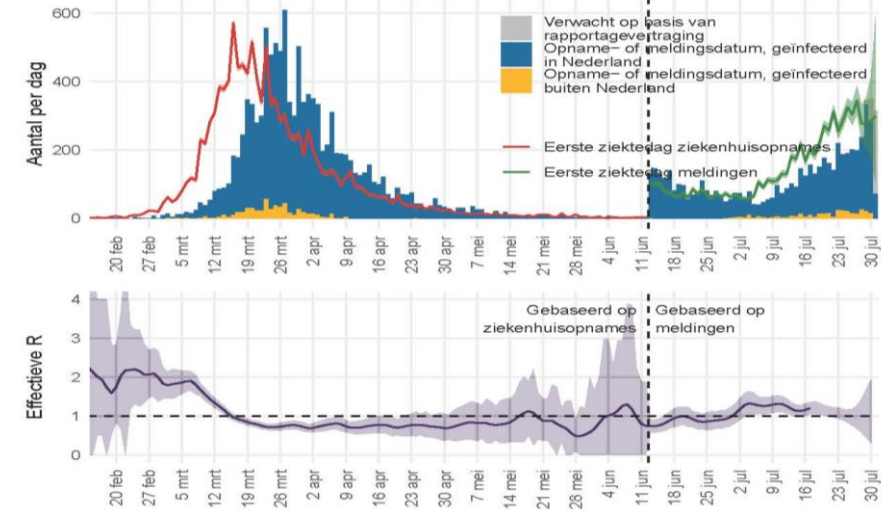 600
400
200
0
Aantal per dag
Verwacht op basis van
rapportagevertraging
Opname– of meldingsdatum, geïnfecteerd
in Nederland
Opname– of meldingsdatum, geïnfecteerd
buiten Nederland
Eerste ziektedag ziekenhuisopnames
Eerste ziektedag meldingen
20 feb
27 feb
5 mrt
12 mrt
19 mrt
26 mrt
2 apr
9 apr
16 apr
23 apr
30 apr
7 mei
14 mei
21 mei
28 mei
4 jun
11 jun
18 jun
25 jun
2 jul
9 jul
16 jul
23 jul
30 jul
4
3
2
1
0
Effectieve R
Gebaseerd op
ziekenhuisopnames
Gebaseerd op
meldingen
20 feb
27 feb
5 mrt
12 mrt
19 mrt
26 mrt
2 apr
9 apr
16 apr
23 apr
30 apr
7 mei
14 mei
21 mei
28 mei
4 jun
11 jun
18 jun
25 jun
2 jul
9 jul
16 jul
23 jul
30 jul